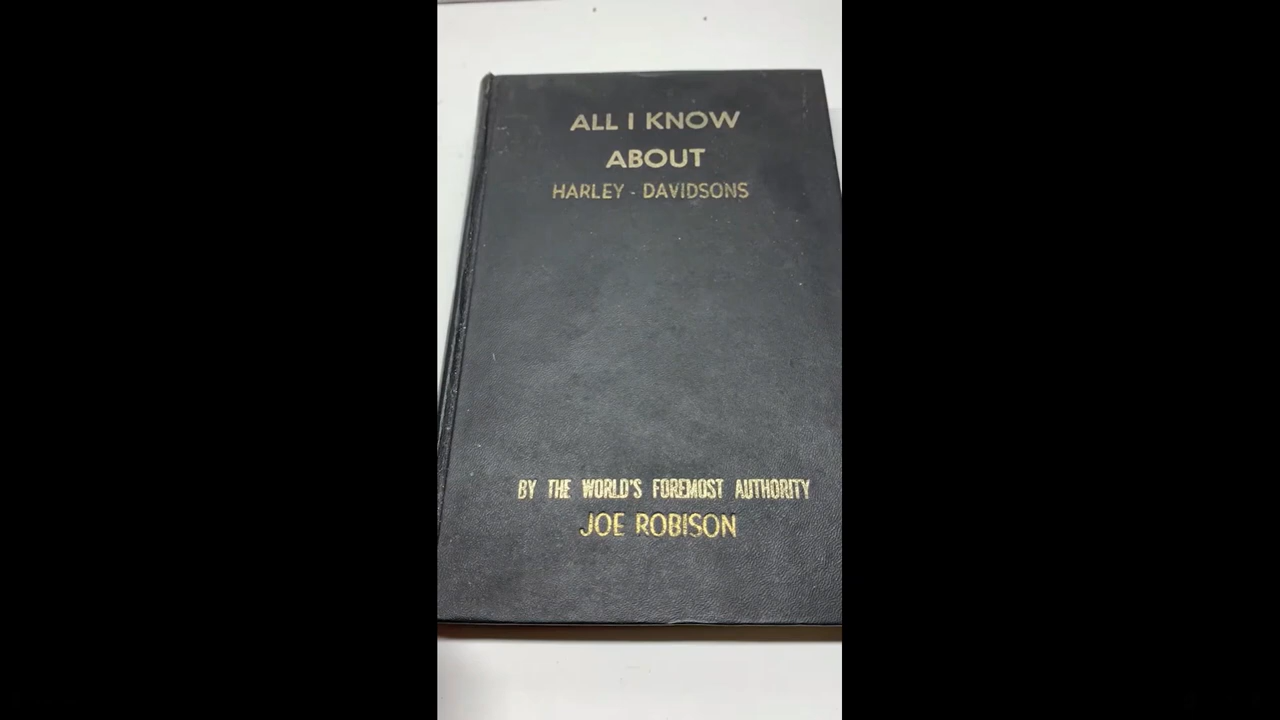 ALL I KNOW
ABOUT
HARLEY - DAVIDSONS
BY THE WORLD'S FOREMOST AUTHORITY
JOE ROBISON